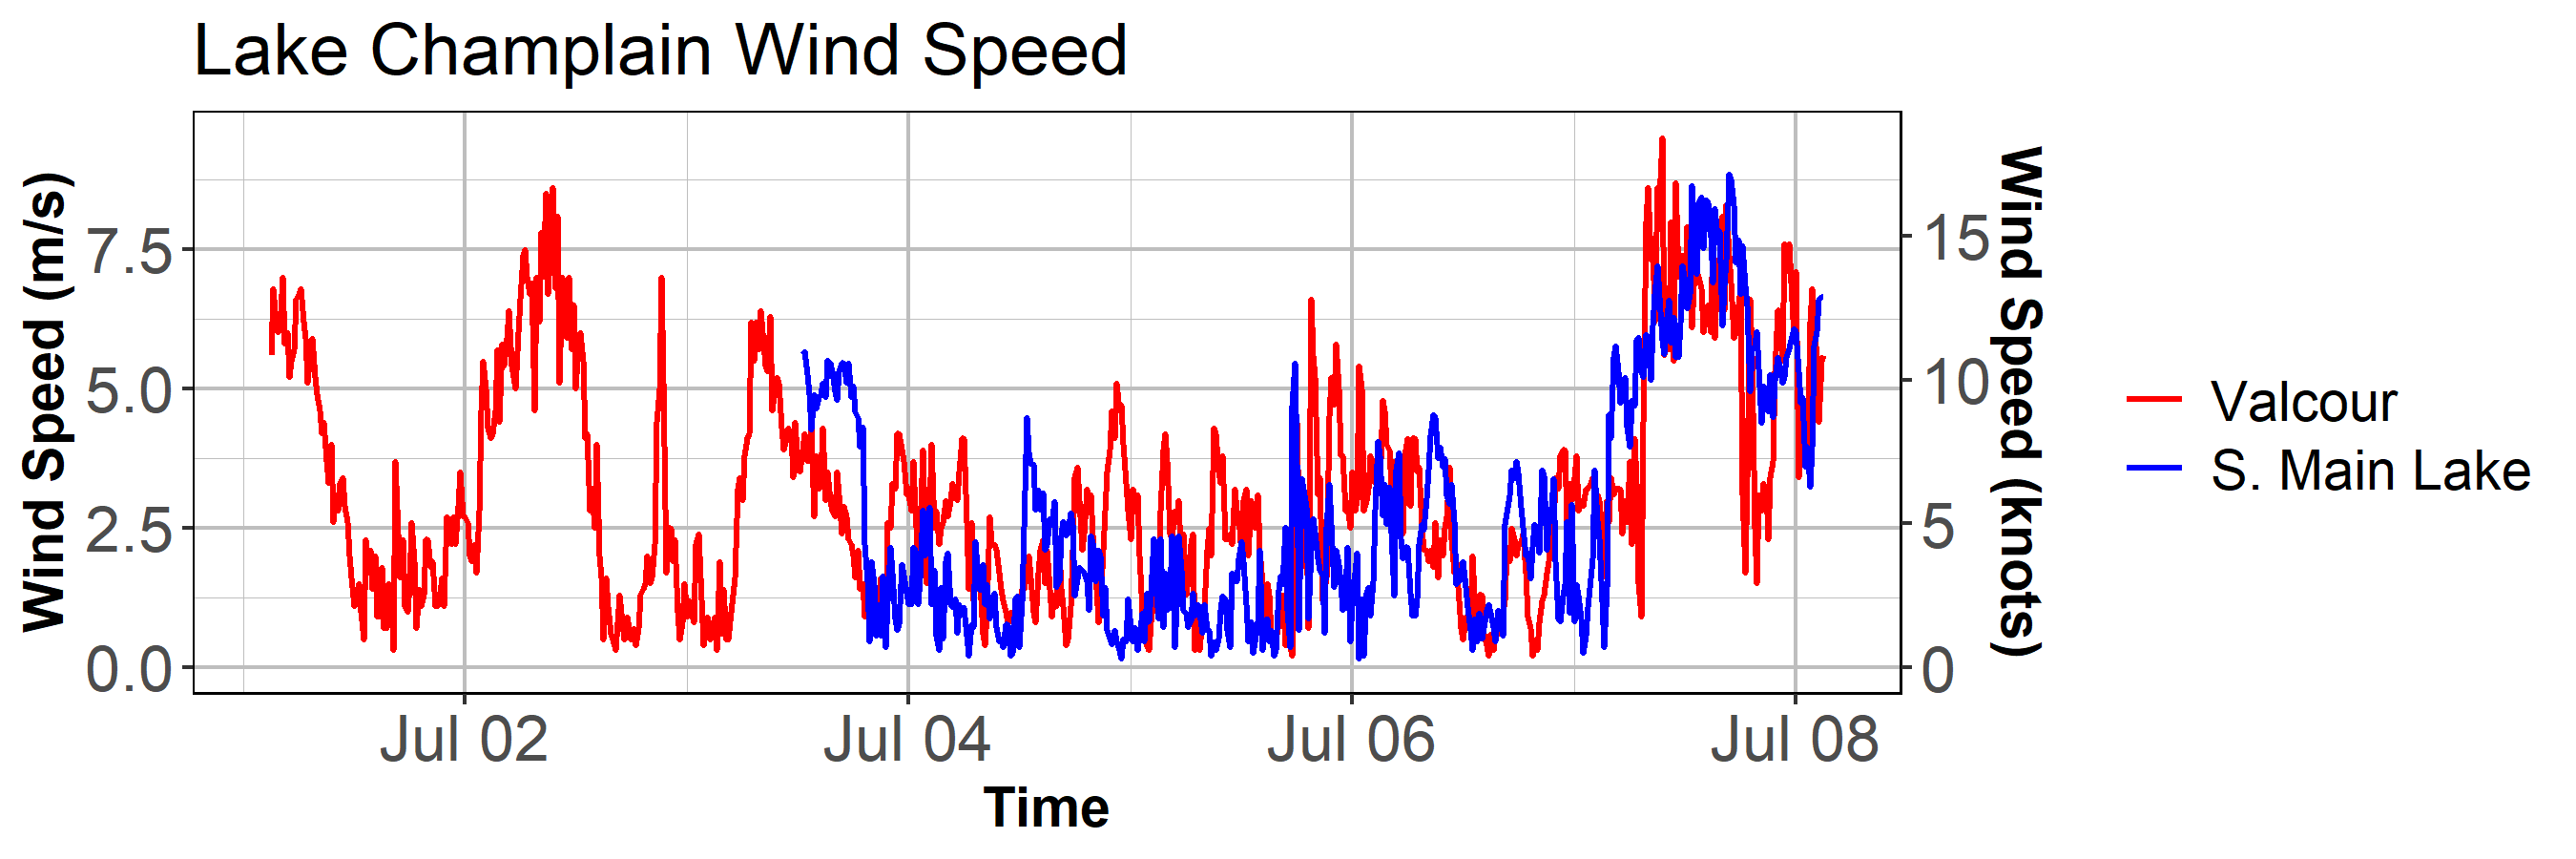 Lake Champlain Wind Speed
Wind Speed (m/s)
7.5
5.0
2.5
0.0
15
10
5
0
Wind Speed (knots)
Jul 02
Jul 04
Jul 06
Jul 08
Time
Valcour
S. Main Lake